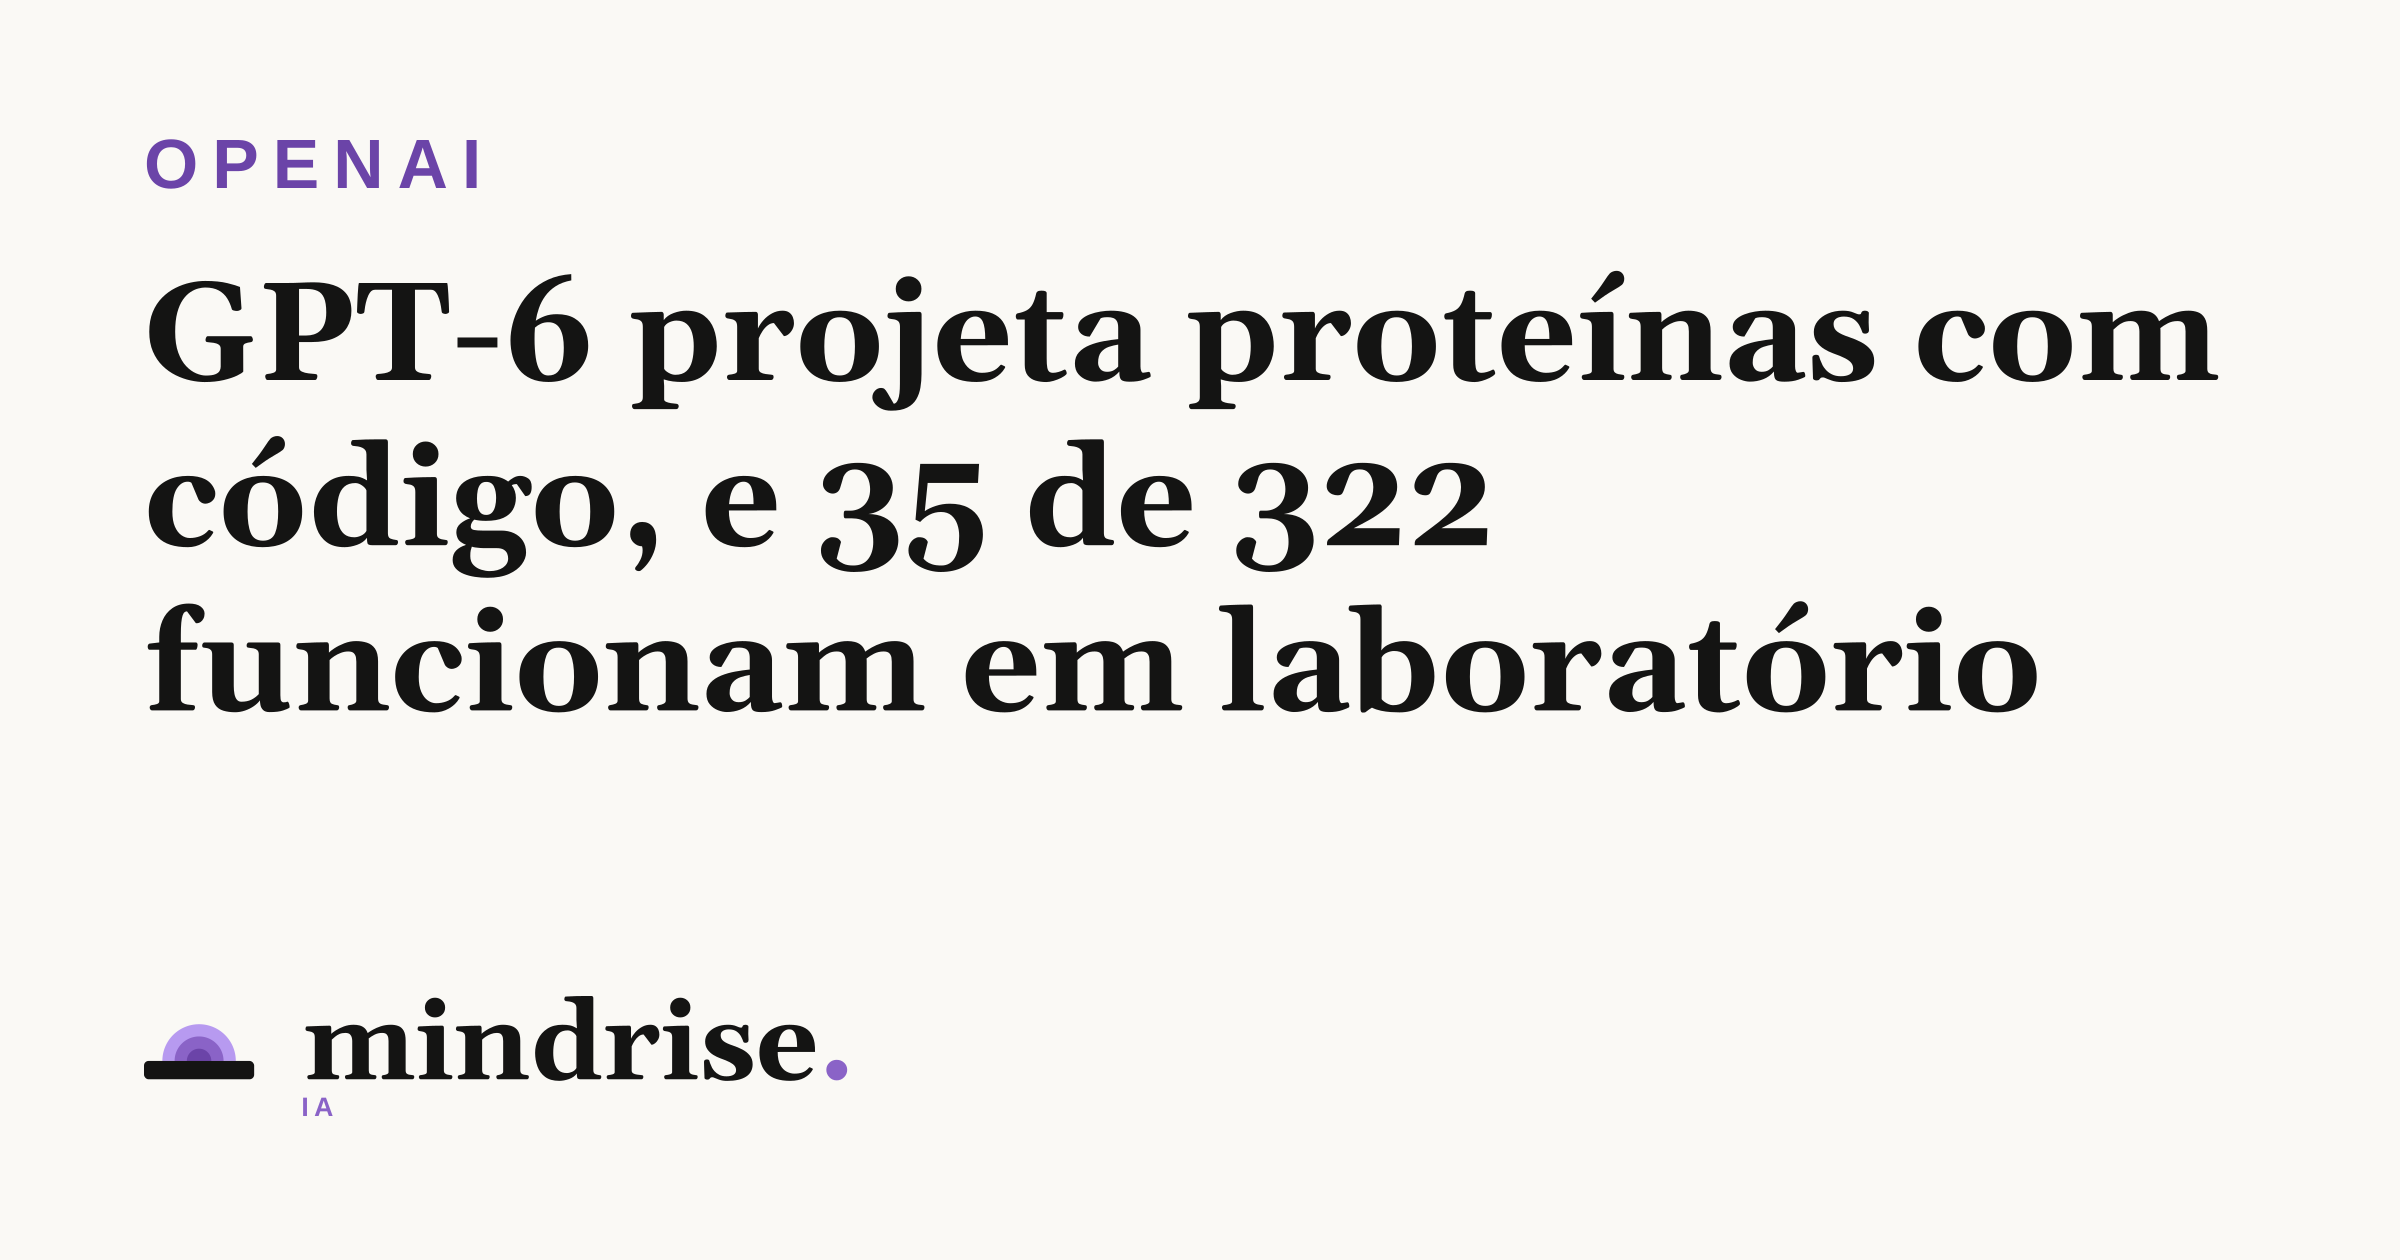 OPENAI
GPT-6 projeta proteínas com
código, e 35 de 322
funcionam em laboratório
mindrise.
IA